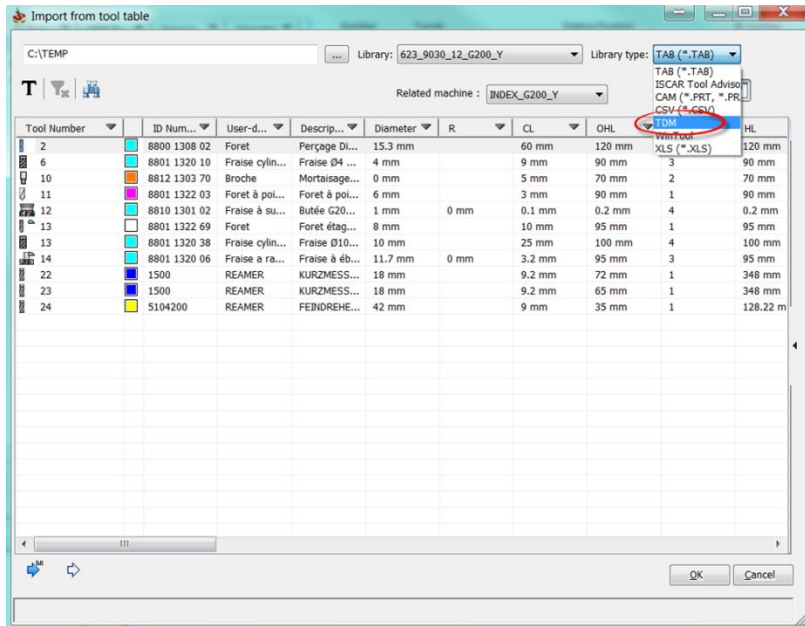 Import from tool table
C:\TEMP ... Library: 623_9030_12_G200_Y Library type: TAB (*.TAB)
TAB (*.TAB)
ISCAR Tool Adviso
CAM (*.PRT, *.PR
CSV (*.CSV)
TDM
WinTool
XLS (*.XLS)
T Related machine : INDEX_G200_Y
Tool Number ID Num... User-d... Descrip... Diameter R CL OHL HL
2 8800 1308 02 Foret Perçage Di... 15.3 mm 60 mm 120 mm 120 mm
6 8801 1320 10 Fraise cylin... Fraise Ø4 ... 4 mm 9 mm 90 mm 3 90 mm
10 8812 1303 70 Broche Mortaisage... 0 mm 5 mm 70 mm 2 70 mm
11 8801 1322 03 Foret à poi... Foret à poi... 6 mm 3 mm 90 mm 1 90 mm
12 8810 1301 02 Fraise à su... Butée G20... 1 mm 0 mm 0.1 mm 0.2 mm 4 0.2 mm
13 8801 1322 69 Foret Foret étag... 8 mm 10 mm 95 mm 1 95 mm
13 8801 1320 38 Fraise cylin... Fraise Ø10... 10 mm 25 mm 100 mm 4 100 mm
14 8801 1320 06 Fraise a ra... Fraise à éb... 11.7 mm 0 mm 3.2 mm 95 mm 3 95 mm
22 1500 REAMER KURZMESS... 18 mm 9.2 mm 72 mm 1 348 mm
23 1500 REAMER KURZMESS... 18 mm 9.2 mm 65 mm 1 348 mm
24 5104200 REAMER FEINDREHE... 42 mm 9 mm 35 mm 1 128.22 m
All
OK Cancel